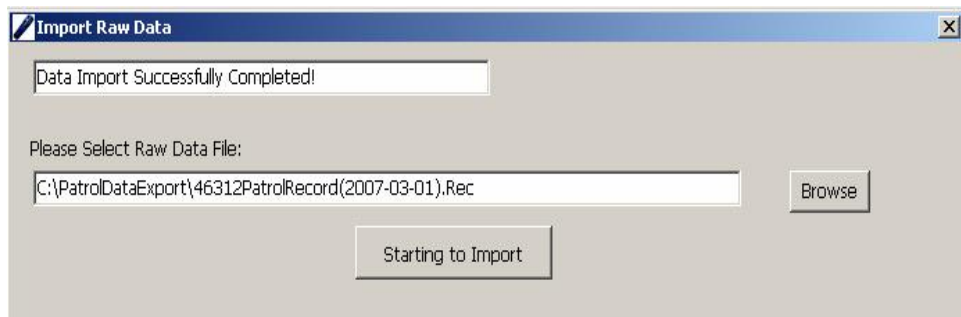 Import Raw Data
Data Import Successfully Completed!
Please Select Raw Data File:
C:\PatrolDataExport\46312PatrolRecord(2007-03-01).Rec
Browse
Starting to Import